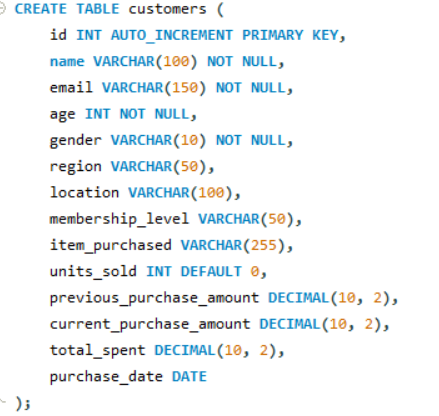 CREATE TABLE customers (
id INT AUTO_INCREMENT PRIMARY KEY,
name VARCHAR(100) NOT NULL,
email VARCHAR(150) NOT NULL,
age INT NOT NULL,
gender VARCHAR(10) NOT NULL,
region VARCHAR(50),
location VARCHAR(100),
membership_level VARCHAR(50),
item_purchased VARCHAR(255),
units_sold INT DEFAULT 0,
previous_purchase_amount DECIMAL(10, 2),
current_purchase_amount DECIMAL(10, 2),
total_spent DECIMAL(10, 2),
purchase_date DATE
);